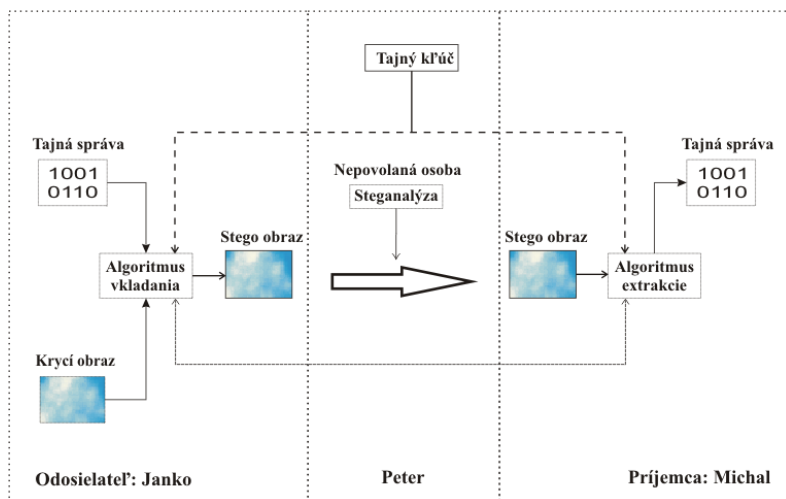 Tajný kľúč
Tajná správa
1001
0110
Nepovolaná osoba
Steganalýza
Tajná správa
1001
0110
Stego obraz
Algoritmus
vkladania
Stego obraz
Algoritmus
extrakcie
Krycí obraz
Odosielateľ: Janko
Peter
Príjemca: Michal